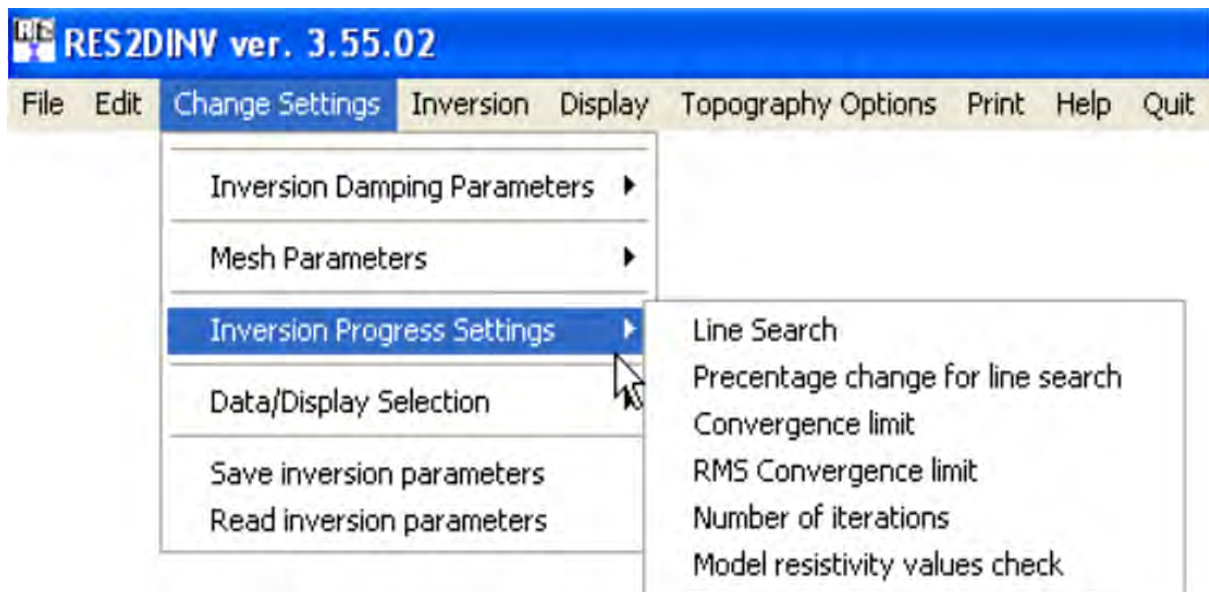 RES2DINV ver. 3.55.02
File Edit Change Settings Inversion Display Topography Options Print Help Quit
Inversion Damping Parameters
Mesh Parameters
Inversion Progress Settings
Data/Display Selection
Save inversion parameters
Read inversion parameters
Line Search
Precentage change for line search
Convergence limit
RMS Convergence limit
Number of iterations
Model resistivity values check